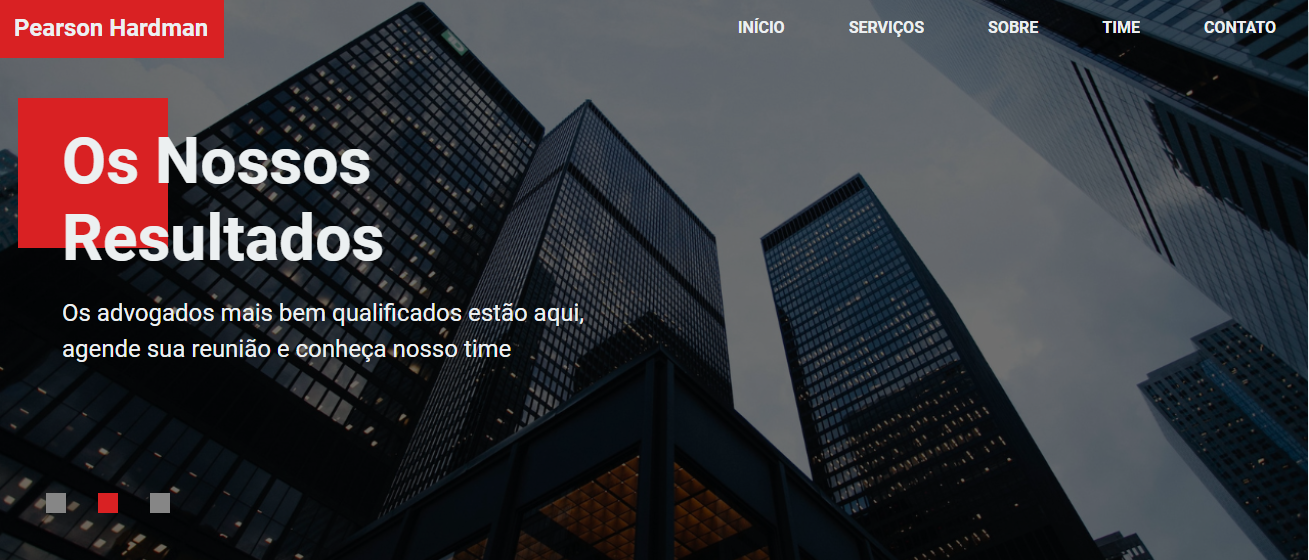 Pearson Hardman
INÍCIO SERVIÇOS SOBRE TIME CONTATO
Os Nossos
Resultados
Os advogados mais bem qualificados estão aqui,
agende sua reunião e conheça nosso time